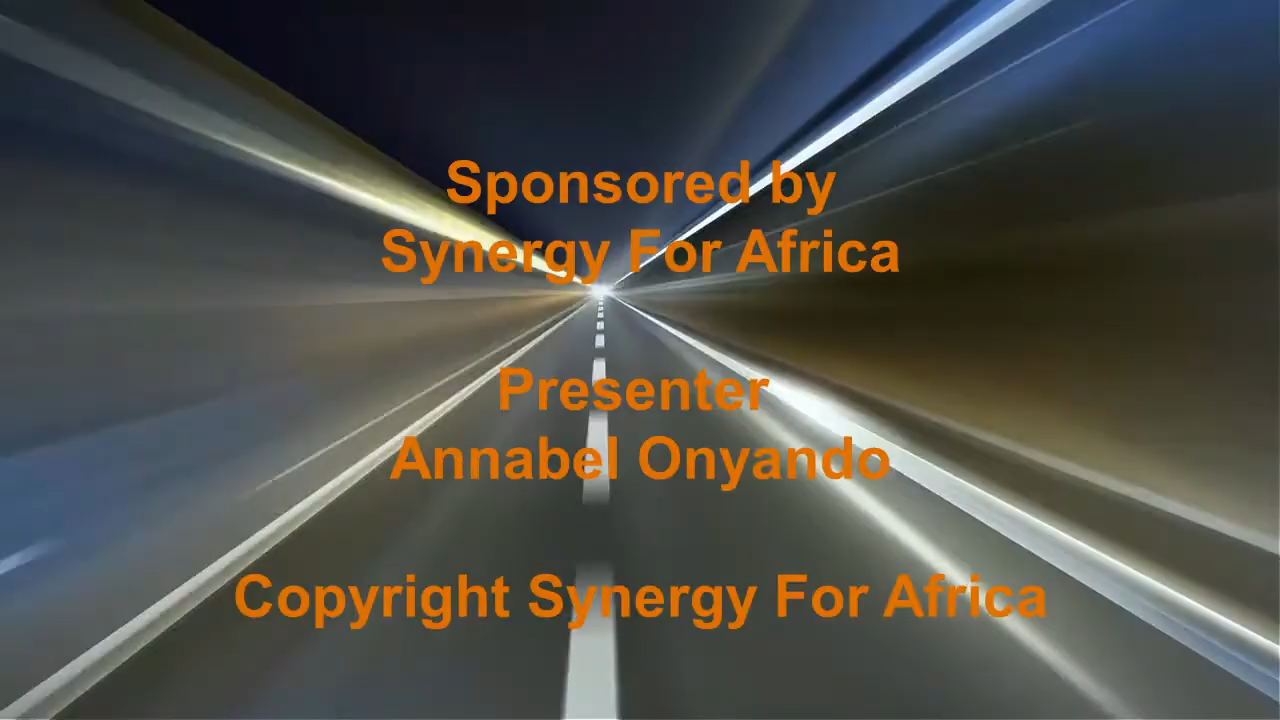 Sponsored by
Synergy For Africa
Presenter
Annabel Onyando
Copyright Synergy For Africa